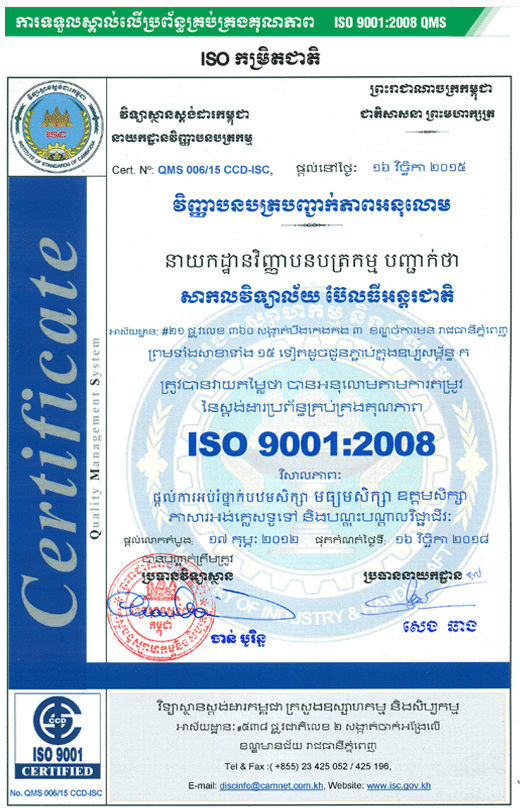 ការទទួលស្គាល់លើប្រព័ន្ធគ្រប់គ្រងគុណភាព ISO 9001:2008 QMS
ISO កម្រិតជាតិ
ព្រះរាជាណាចក្រកម្ពុជា
ជាតិ​សាសនា ព្រះមហាក្សត្រ
វិទ្យាស្ថានស្តង់ដារកម្ពុជា
នាយកដ្ឋានវិញ្ញាបនបត្រកម្ម
ISC
INSTITUTE OF STANDARDS OF CAMBODIA
Cert. Nº: QMS 006/15 CCD-ISC, ផ្តល់នៅថ្ងៃ: ១៦ វិច្ឆិកា ២០១៥
វិញ្ញាបនបត្របញ្ជាក់ភាពអនុលោម
នាយកដ្ឋានវិញ្ញាបនបត្រកម្ម បញ្ជាក់ថា
សាកលវិទ្យាល័យ ប៊ែលធីអន្តរជាតិ
អាស័យដ្ឋាន: #២១ ផ្លូវលេខ ៣៦០ សង្កាត់បឹងកេងកង ៣ ខណ្ឌចំការមន រាជធានីភ្នំពេញ
ព្រមទាំងសាខាទាំង ១៥ ទៀតដូចជូនភ្ជាប់ក្នុងឧប្បសម្ព័ន្ធ ក
ត្រូវបានវាយតម្លៃថា បានអនុលោមតាមការតម្រូវ
នៃស្តង់ដារប្រព័ន្ធគ្រប់គ្រងគុណភាព
ISO 9001:2008
វិសាលភាព:
ផ្តល់ការអប់រំថ្នាក់បឋមសិក្សា មធ្យមសិក្សា ឧត្តមសិក្សា
ភាសារអង់គ្លេសទូទៅ និងបណ្តុះបណ្តាលវិជ្ជាជីវៈ
ផ្តល់លើកដំបូង: ១៧ កុម្ភៈ ២០១២ ផុតកំណត់ថ្ងៃទី: ១៦ វិច្ឆិកា ២០១៨
បានបញ្ជាក់ត្រឹមត្រូវ
ប្រធានវិទ្យាស្ថាន
ប្រធាននាយកដ្ឋាន
កម្ពុជា
ចាន់ បូរិន្ទ
សេង ឆាង
Certificate
Quality Management System
OF INDUSTRY & HANDICRAFT
CCD
ISO 9001
CERTIFIED
No. QMS 006/15 CCD-ISC
វិទ្យាស្ថានស្តង់ដារកម្ពុជា ក្រសួងឧស្សាហកម្ម និងសិប្បកម្ម
អាស័យដ្ឋាន: #៥៣៨ ផ្លូវជាតិលេខ ២ សង្កាត់ចាក់អង្រែលើ
ខណ្ឌមានជ័យ រាជធានីភ្នំពេញ
Tel & Fax :( +855) 23 425 052 / 425 196,
E-mail: discinfo@camnet.com.kh, Website: www.isc.gov.kh